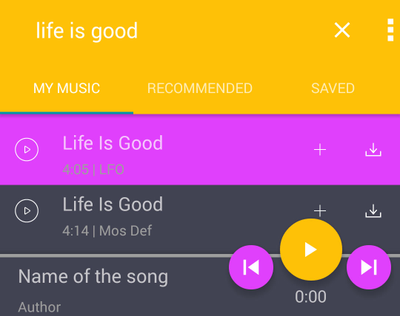 life is good
MY MUSIC RECOMMENDED SAVED
Life Is Good
4:05 | LFO
Life Is Good
4:14 | Mos Def
Name of the song
Author
0:00